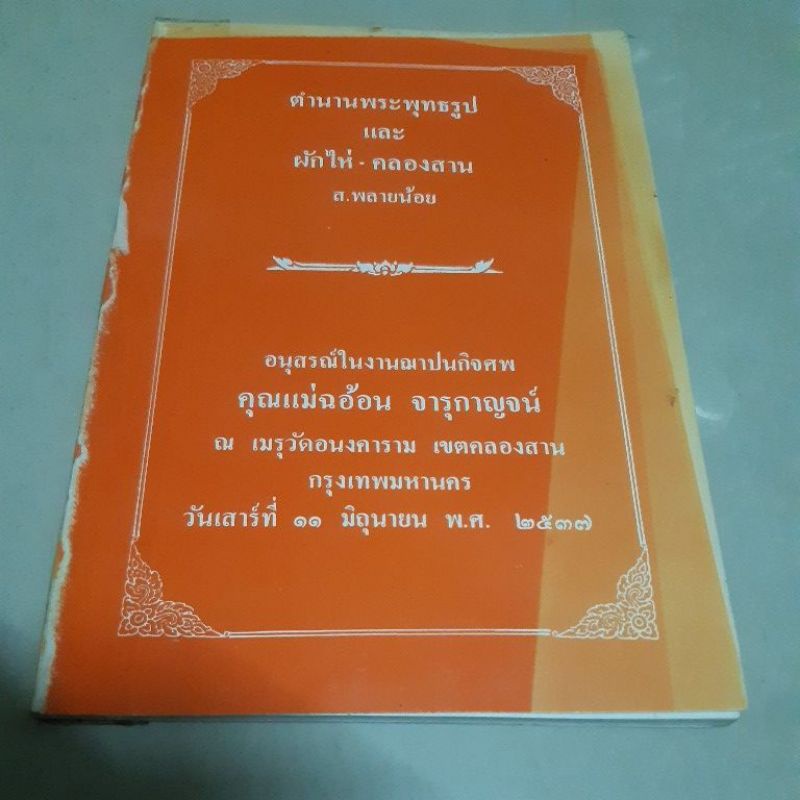 ตำนานพระพุทธรูป
และ
ผักไห่ - คลองสาน
ส.พลายน้อย
อนุสรณ์ในงานฌาปนกิจศพ
คุณแม่ฉอ้อน จารุกาญจน์
ณ เมรุวัดอนงคาราม เขตคลองสาน
กรุงเทพมหานคร
วันเสาร์ที่ ๑๑ มิถุนายน พ.ศ. ๒๕๓๗